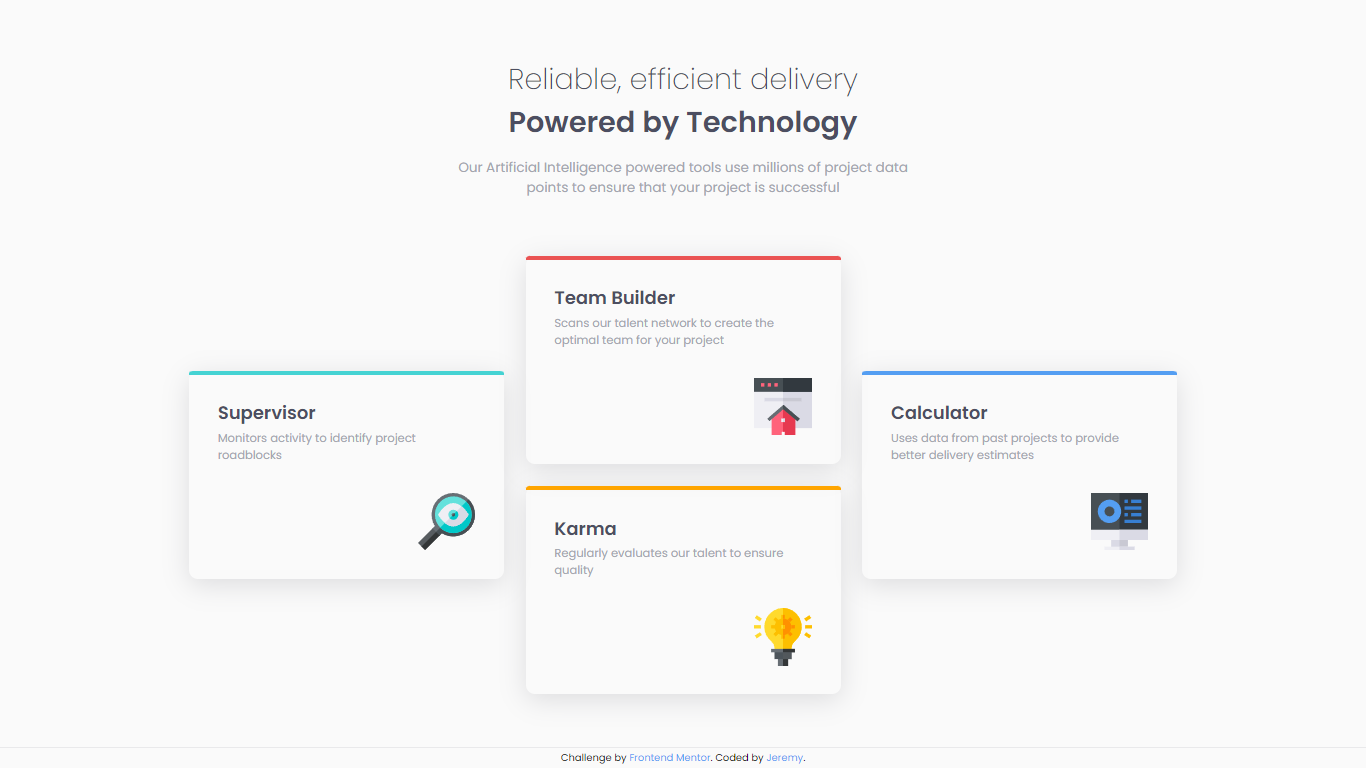 Reliable, efficient delivery
Powered by Technology
Our Artificial Intelligence powered tools use millions of project data
points to ensure that your project is successful
Team Builder
Scans our talent network to create the
optimal team for your project
Supervisor
Monitors activity to identify project
roadblocks
Calculator
Uses data from past projects to provide
better delivery estimates
Karma
Regularly evaluates our talent to ensure
quality
Challenge by Frontend Mentor. Coded by Jeremy.